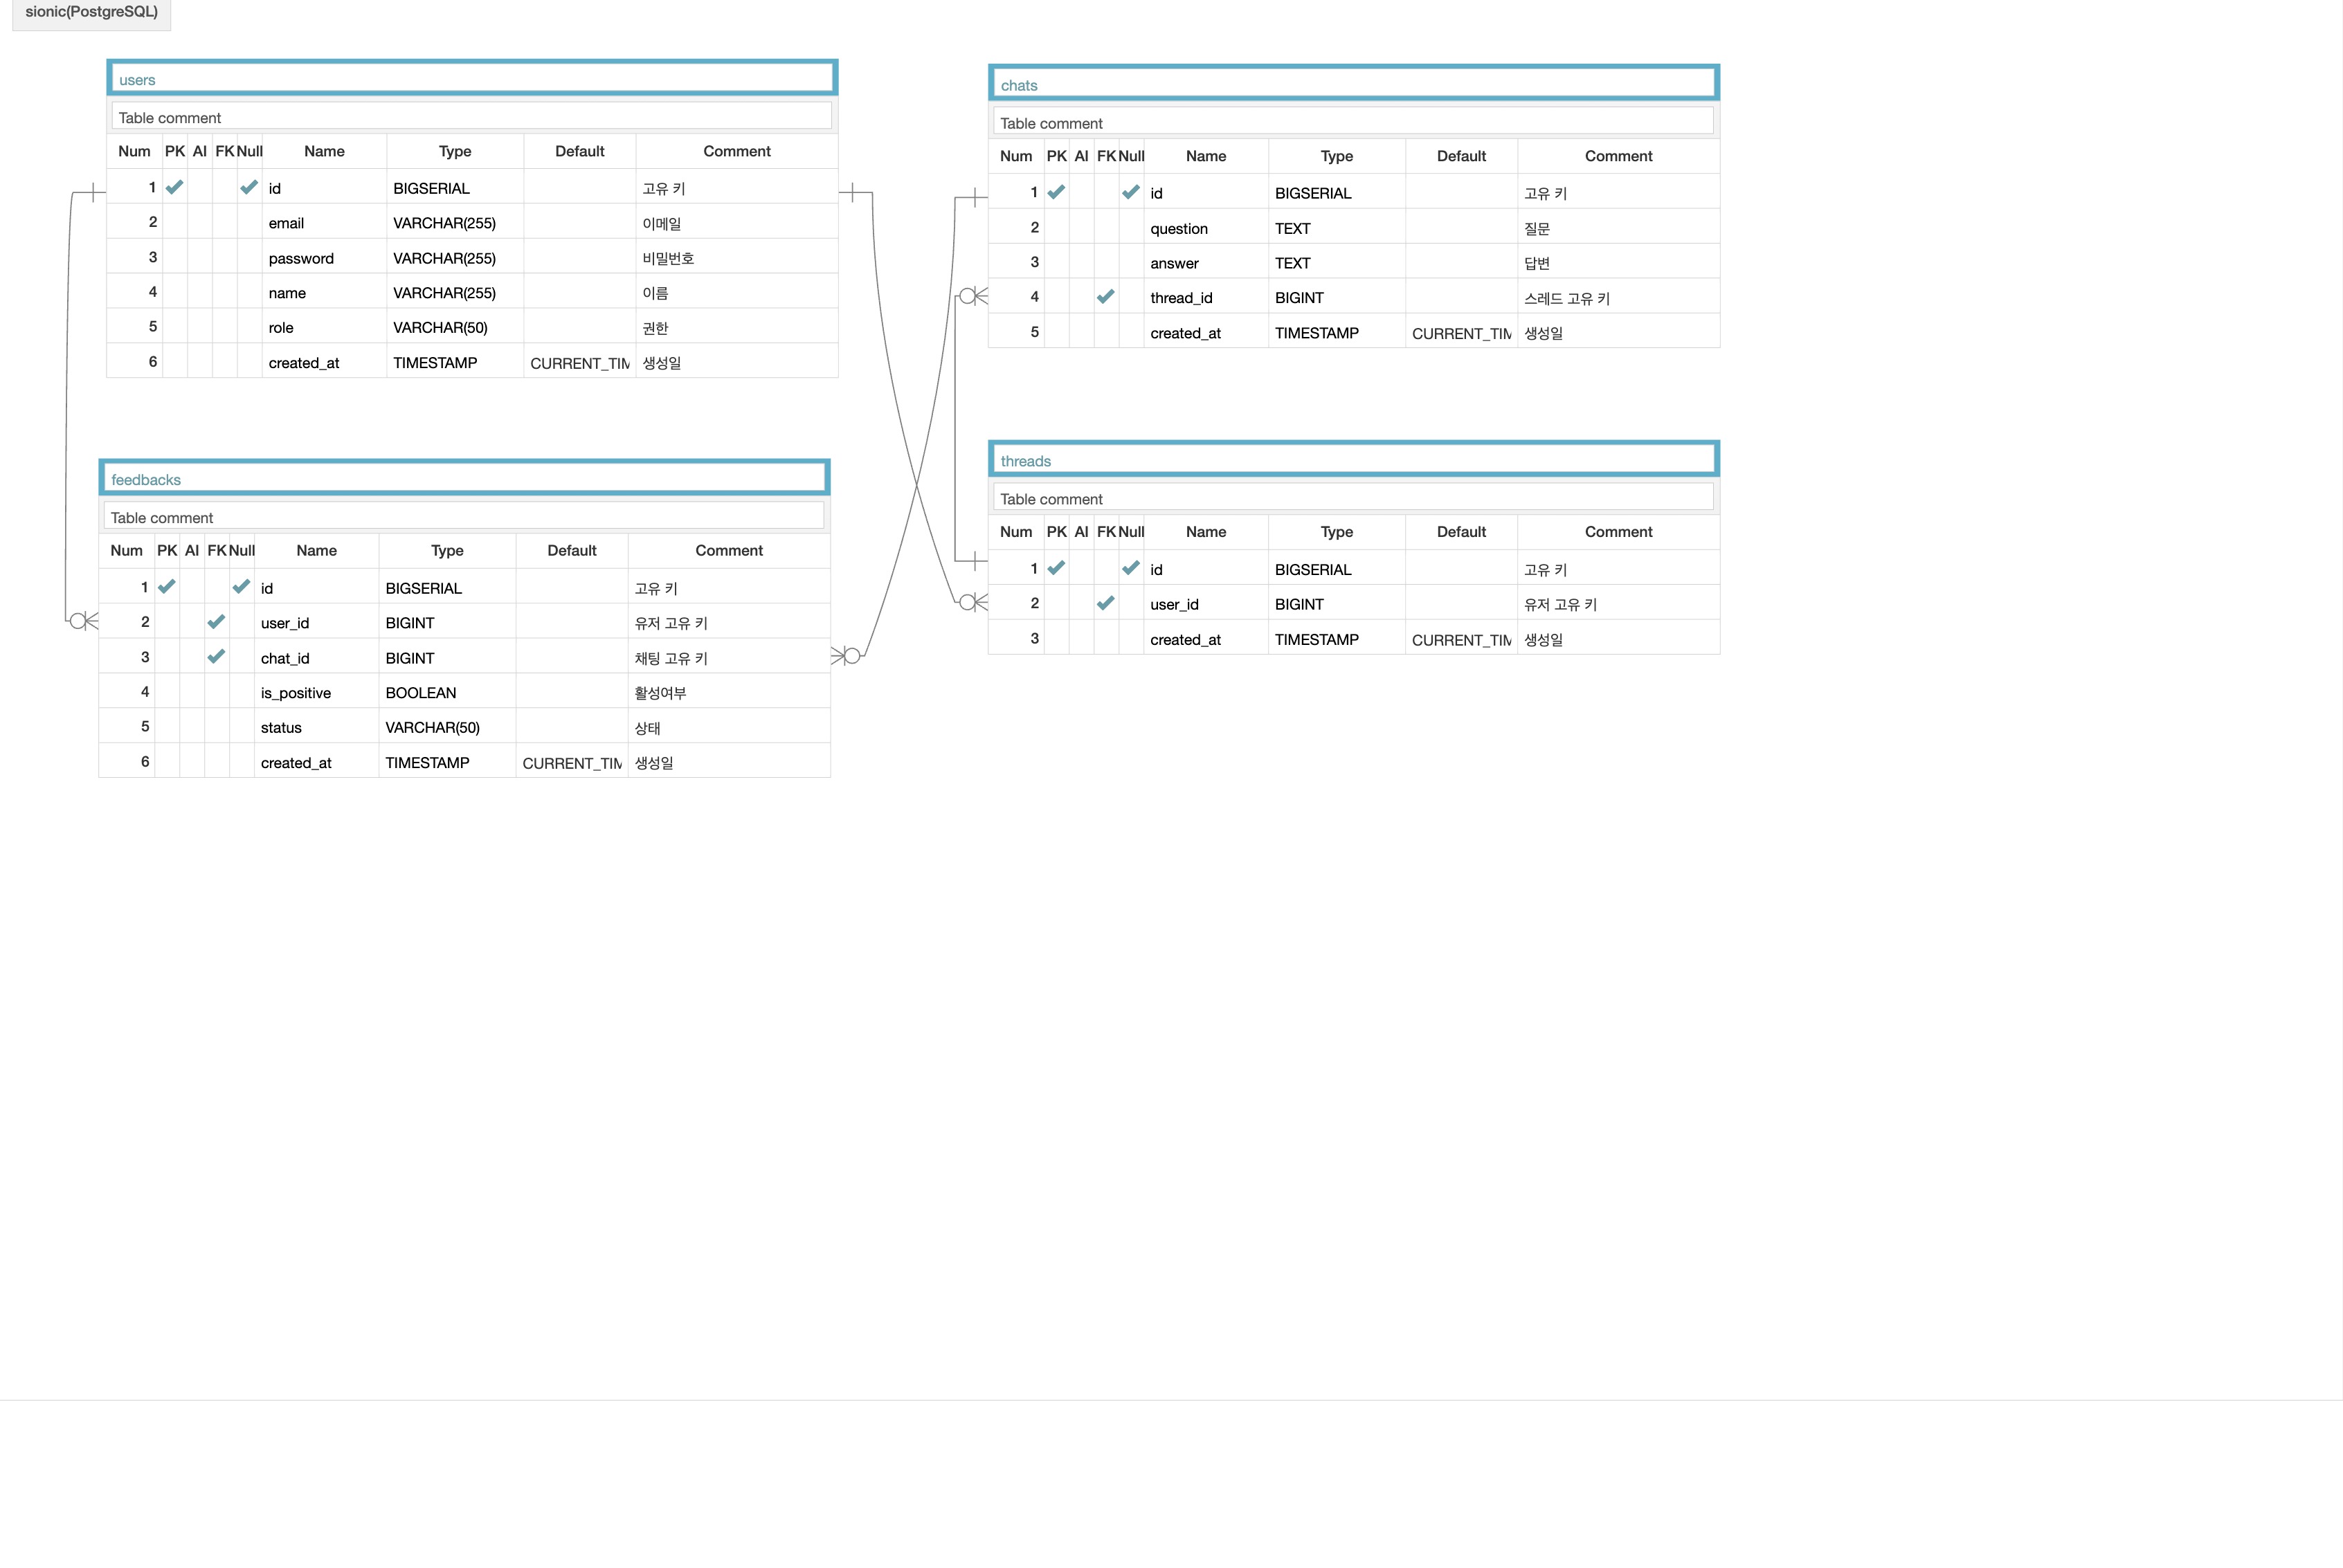 sionic(PostgreSQL)
users
Table comment
Num PK AI FK Null Name Type Default Comment
1 id BIGSERIAL 고유 키
2 email VARCHAR(255) 이메일
3 password VARCHAR(255) 비밀번호
4 name VARCHAR(255) 이름
5 role VARCHAR(50) 권한
6 created_at TIMESTAMP CURRENT_TIM 생성일
chats
Table comment
Num PK AI FK Null Name Type Default Comment
1 id BIGSERIAL 고유 키
2 question TEXT 질문
3 answer TEXT 답변
4 thread_id BIGINT 스레드 고유 키
5 created_at TIMESTAMP CURRENT_TIM 생성일
feedbacks
Table comment
Num PK AI FK Null Name Type Default Comment
1 id BIGSERIAL 고유 키
2 user_id BIGINT 유저 고유 키
3 chat_id BIGINT 채팅 고유 키
4 is_positive BOOLEAN 활성여부
5 status VARCHAR(50) 상태
6 created_at TIMESTAMP CURRENT_TIM 생성일
threads
Table comment
Num PK AI FK Null Name Type Default Comment
1 id BIGSERIAL 고유 키
2 user_id BIGINT 유저 고유 키
3 created_at TIMESTAMP CURRENT_TIM 생성일